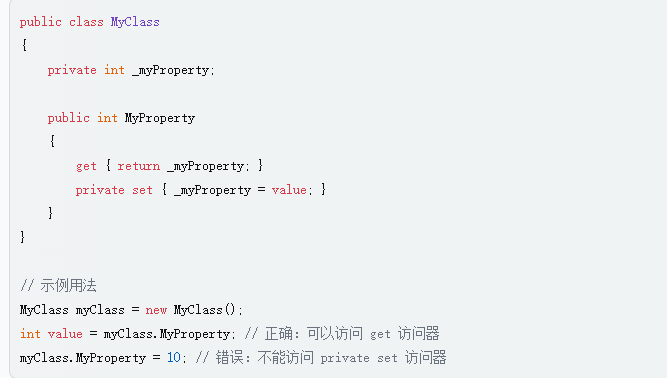 public class MyClass
{
    private int _myProperty;
    public int MyProperty
    {
        get { return _myProperty; }
        private set { _myProperty = value; }
    }
}
// 示例用法
MyClass myClass = new MyClass();
int value = myClass.MyProperty; // 正确：可以访问 get 访问器
myClass.MyProperty = 10; // 错误：不能访问 private set 访问器